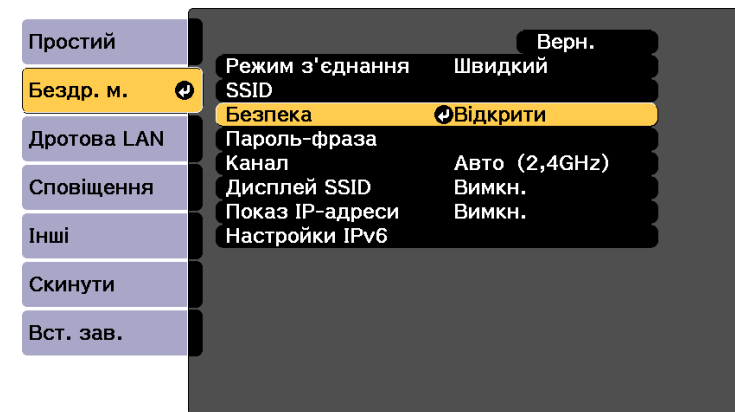 Простий
Бездр. м.
Дротова LAN
Сповіщення
Інші
Скинути
Вст. зав.
Верн.
Режим з'єднання Швидкий
SSID
Безпека Відкрити
Пароль-фраза
Канал Авто (2,4GHz)
Дисплей SSID Вимкн.
Показ IP-адреси Вимкн.
Настройки IPv6